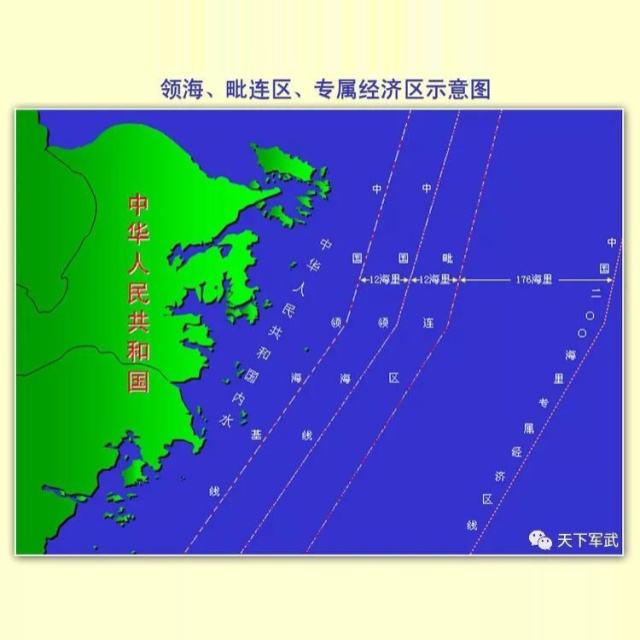 领海、毗连区、专属经济区示意图
中华人民共和国
中华人民共和国内水
中国领海基线
中国领海线
毗连区
12海里
12海里
176海里
中国二〇〇海里专属经济区线
天下军武